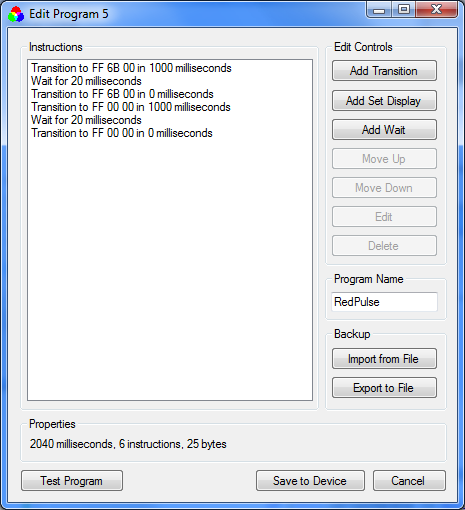 Edit Program 5
Instructions
Transition to FF 6B 00 in 1000 milliseconds
Wait for 20 milliseconds
Transition to FF 6B 00 in 0 milliseconds
Transition to FF 00 00 in 1000 milliseconds
Wait for 20 milliseconds
Transition to FF 00 00 in 0 milliseconds
Edit Controls
Add Transition
Add Set Display
Add Wait
Move Up
Move Down
Edit
Delete
Program Name
RedPulse
Backup
Import from File
Export to File
Properties
2040 milliseconds, 6 instructions, 25 bytes
Test Program
Save to Device
Cancel